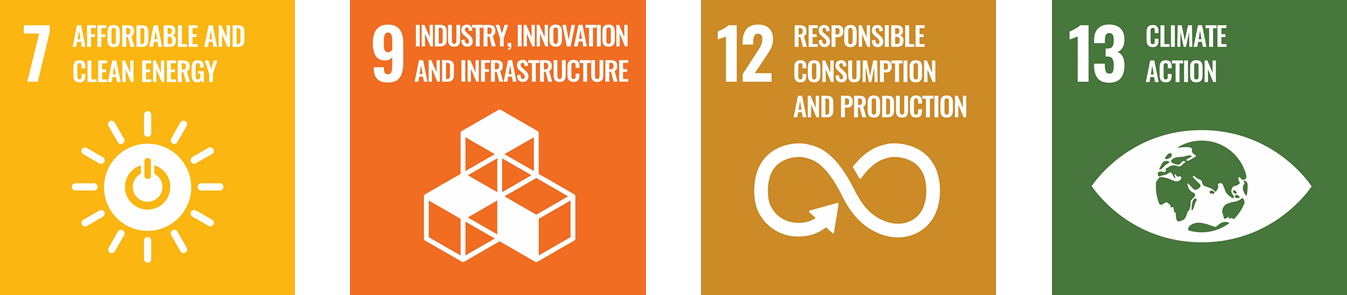 7 AFFORDABLE AND
CLEAN ENERGY
9 INDUSTRY, INNOVATION
AND INFRASTRUCTURE
12 RESPONSIBLE
CONSUMPTION
AND PRODUCTION
13 CLIMATE
ACTION